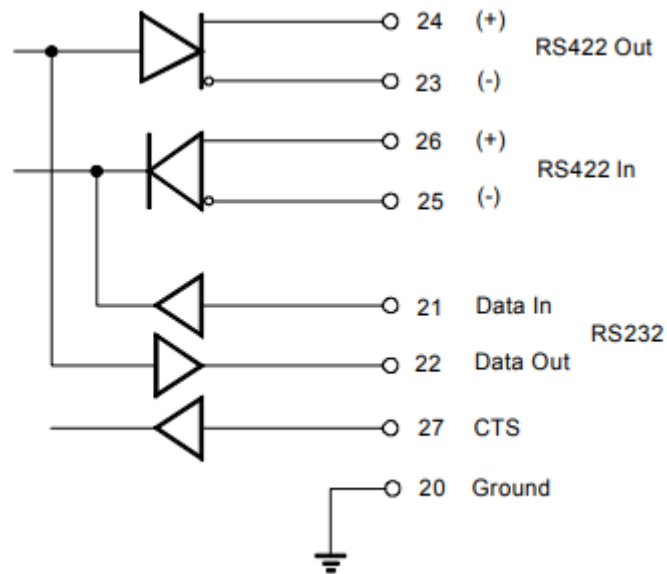 24 (+)
RS422 Out
23 (-)
26 (+)
RS422 In
25 (-)
21 Data In
RS232
22 Data Out
27 CTS
20 Ground